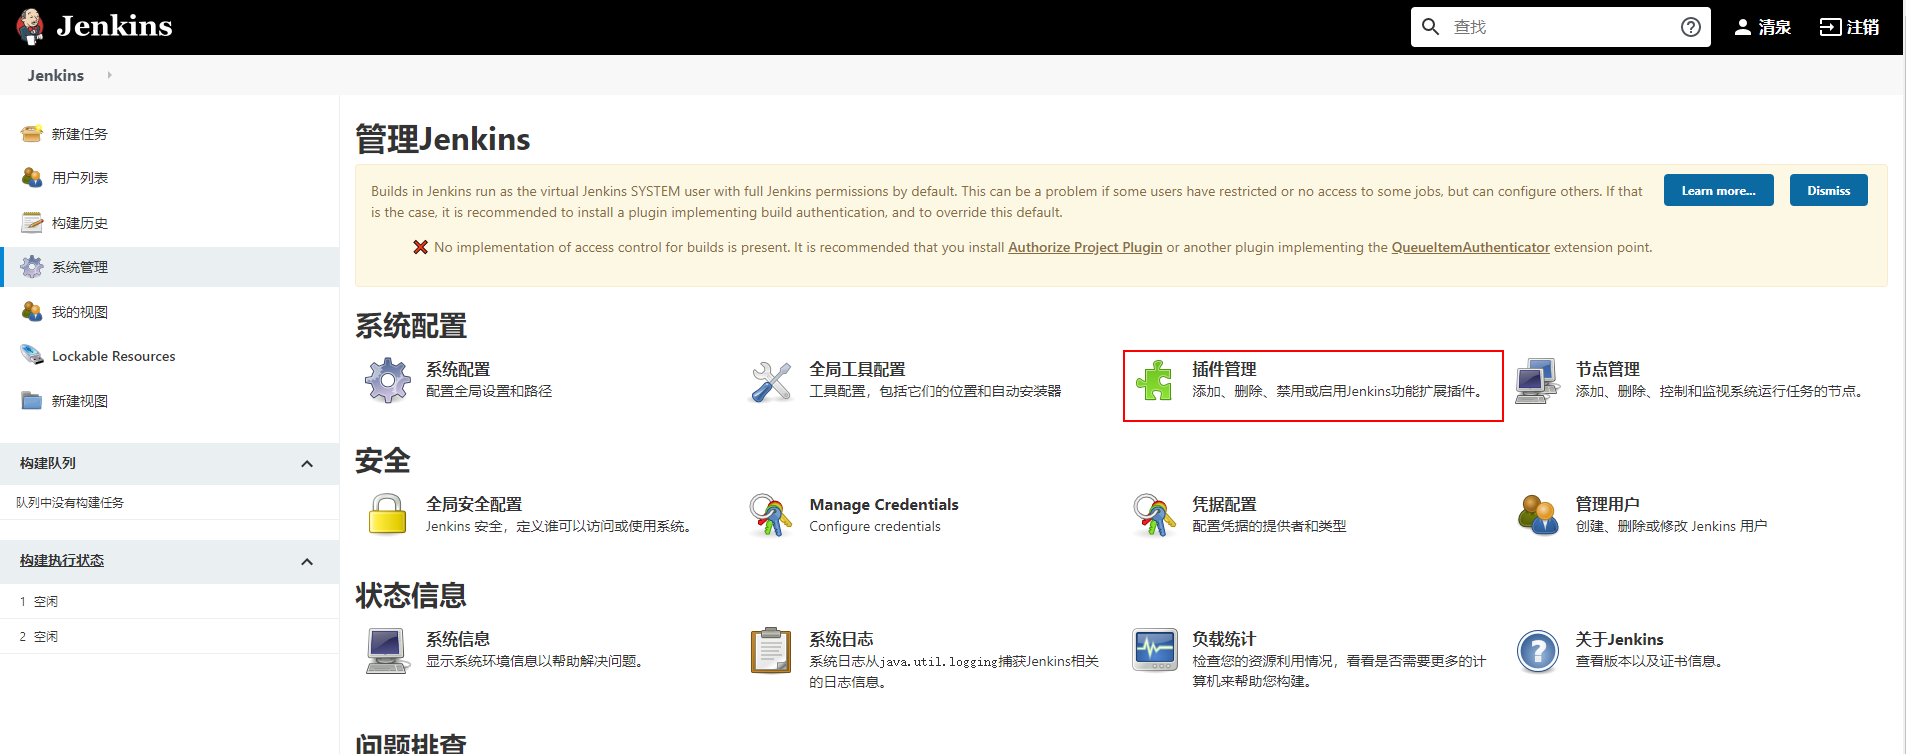 Jenkins
查找
清泉
注销
Jenkins
新建任务
用户列表
构建历史
系统管理
我的视图
Lockable Resources
新建视图
构建队列
队列中没有构建任务
构建执行状态
1 空闲
2 空闲
管理Jenkins
Builds in Jenkins run as the virtual Jenkins SYSTEM user with full Jenkins permissions by default. This can be a problem if some users have restricted or no access to some jobs, but can configure others. If that
is the case, it is recommended to install a plugin implementing build authentication, and to override this default.
Learn more...
Dismiss
No implementation of access control for builds is present. It is recommended that you install Authorize Project Plugin or another plugin implementing the QueueItemAuthenticator extension point.
系统配置
系统配置
配置全局设置和路径
全局工具配置
工具配置，包括它们的位置和自动安装器
插件管理
添加、删除、禁用或启用Jenkins功能扩展插件。
节点管理
添加、删除、控制和监视系统运行任务的节点。
安全
全局安全配置
Jenkins 安全，定义谁可以访问或使用系统。
Manage Credentials
Configure credentials
凭据配置
配置凭据的提供者和类型
管理用户
创建、删除或修改 Jenkins 用户
状态信息
系统信息
显示系统环境信息以帮助解决问题。
系统日志
系统日志从java.util.logging捕获Jenkins相关
的日志信息。
负载统计
检查您的资源利用情况，看看是否需要更多的计
算机来帮助您构建。
关于Jenkins
查看版本以及证书信息。
问题排查